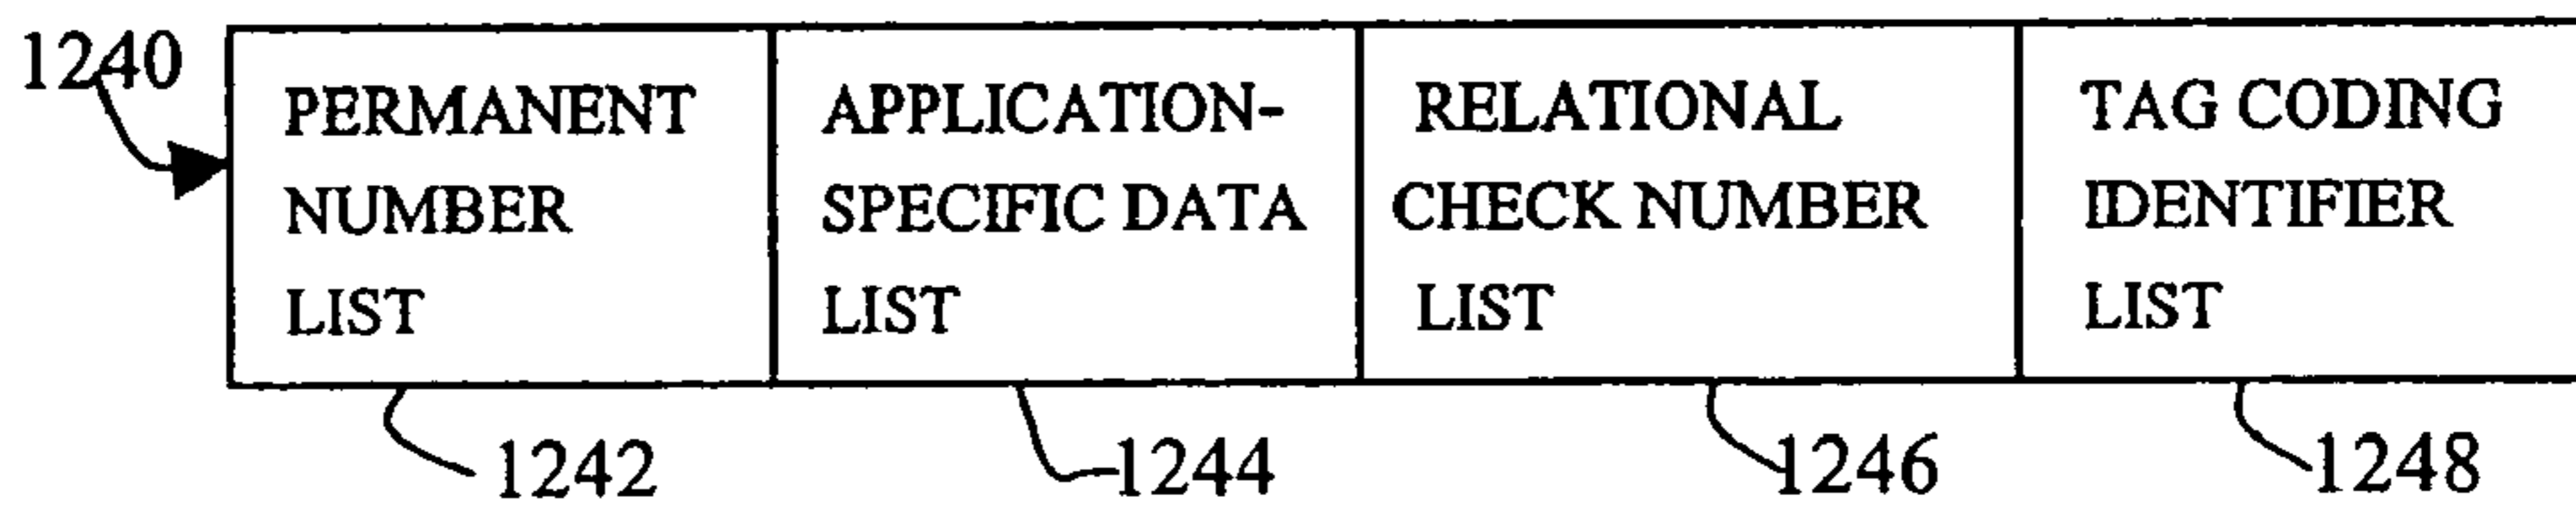 1240
PERMANENT
NUMBER
LIST
APPLICATION-
SPECIFIC DATA
LIST
RELATIONAL
CHECK NUMBER
LIST
TAG CODING
IDENTIFIER
LIST
1242
1244
1246
1248